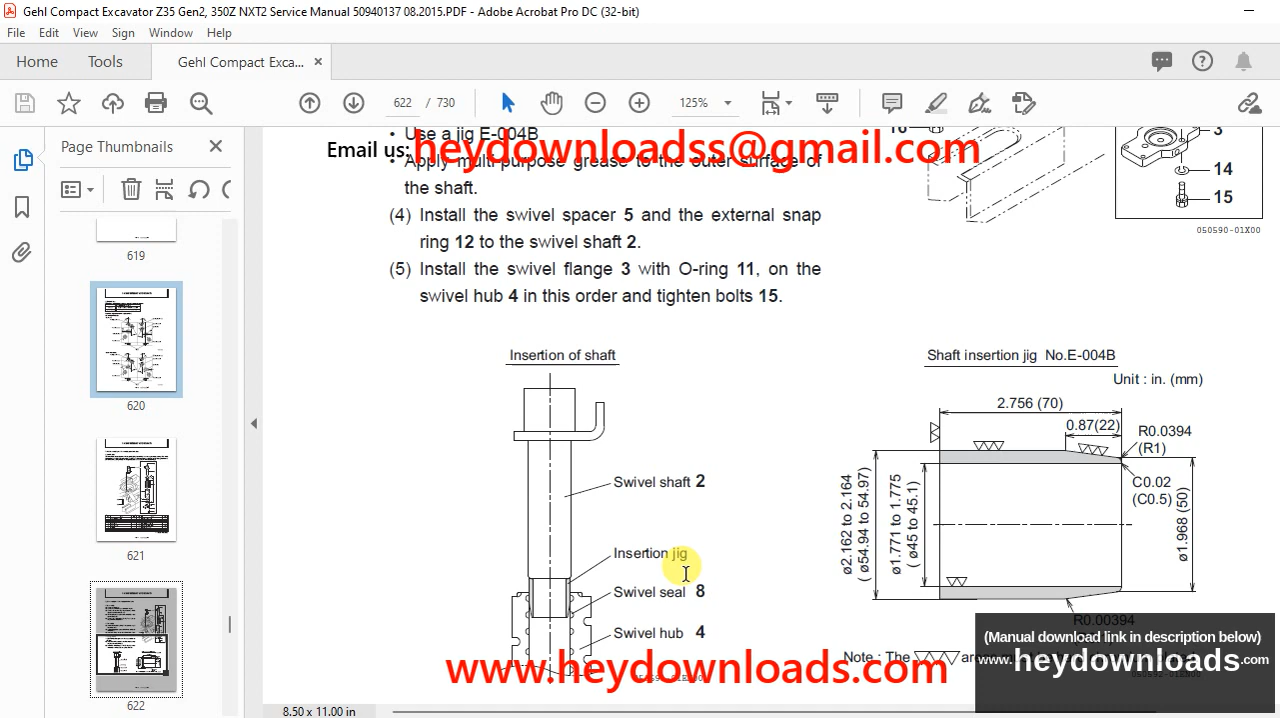 Gehl Compact Excavator Z35 Gen2, 350Z NXT2 Service Manual 50940137 08.2015.PDF - Adobe Acrobat Pro DC (32-bit)
File Edit View Sign Window Help
Home Tools Gehl Compact Exca... ×
622 / 730 125%
Page Thumbnails
619
620
621
622
• Use a jig E-004B
Email us: heydownloadss@gmail.com
• Apply multi-purpose grease to the outer surface of
the shaft.
(4) Install the swivel spacer 5 and the external snap
ring 12 to the swivel shaft 2.
(5) Install the swivel flange 3 with O-ring 11, on the
swivel hub 4 in this order and tighten bolts 15.
16
3
14
15
050590-01X00
Insertion of shaft
Swivel shaft 2
Insertion jig
Swivel seal 8
Swivel hub 4
Shaft insertion jig No.E-004B
Unit : in. (mm)
2.756 (70)
0.87(22)
R0.0394
(R1)
C0.02
(C0.5)
ø2.162 to 2.164
( ø54.94 to 54.97)
ø1.771 to 1.775
( ø45 to 45.1)
ø1.968 (50)
R0.00394
Note : The
www.heydownloads.com
(Manual download link in description below)
www.heydownloads.com
050592-01EN00
8.50 x 11.00 in